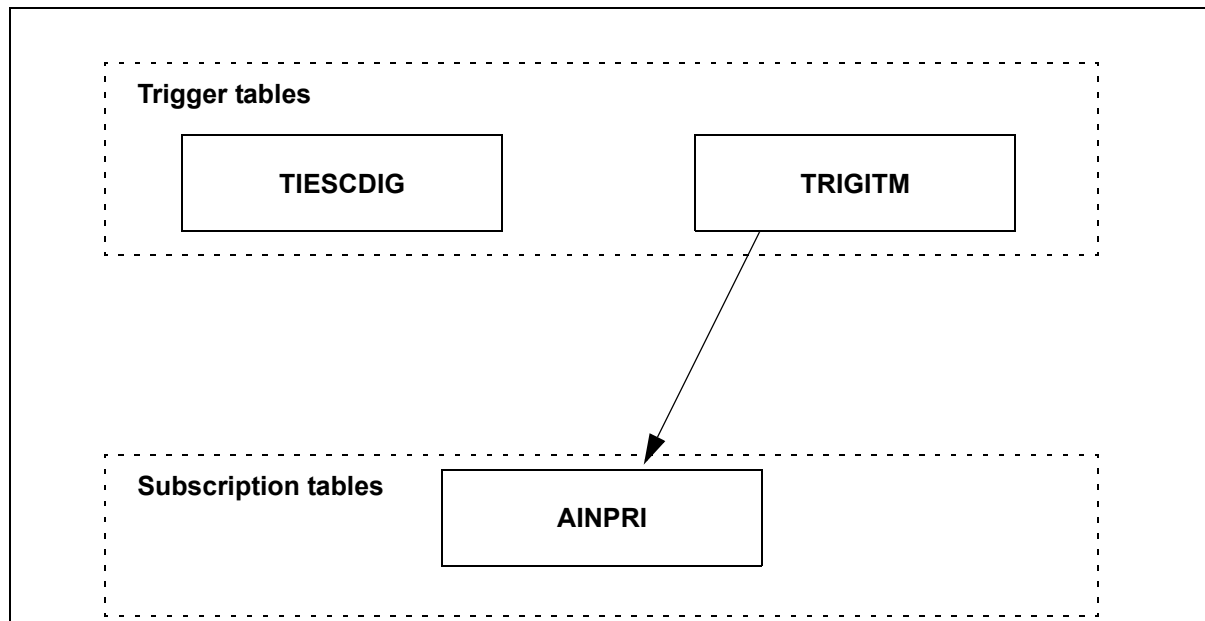 Trigger tables
TIESCDIG
TRIGITM
Subscription tables
AINPRI